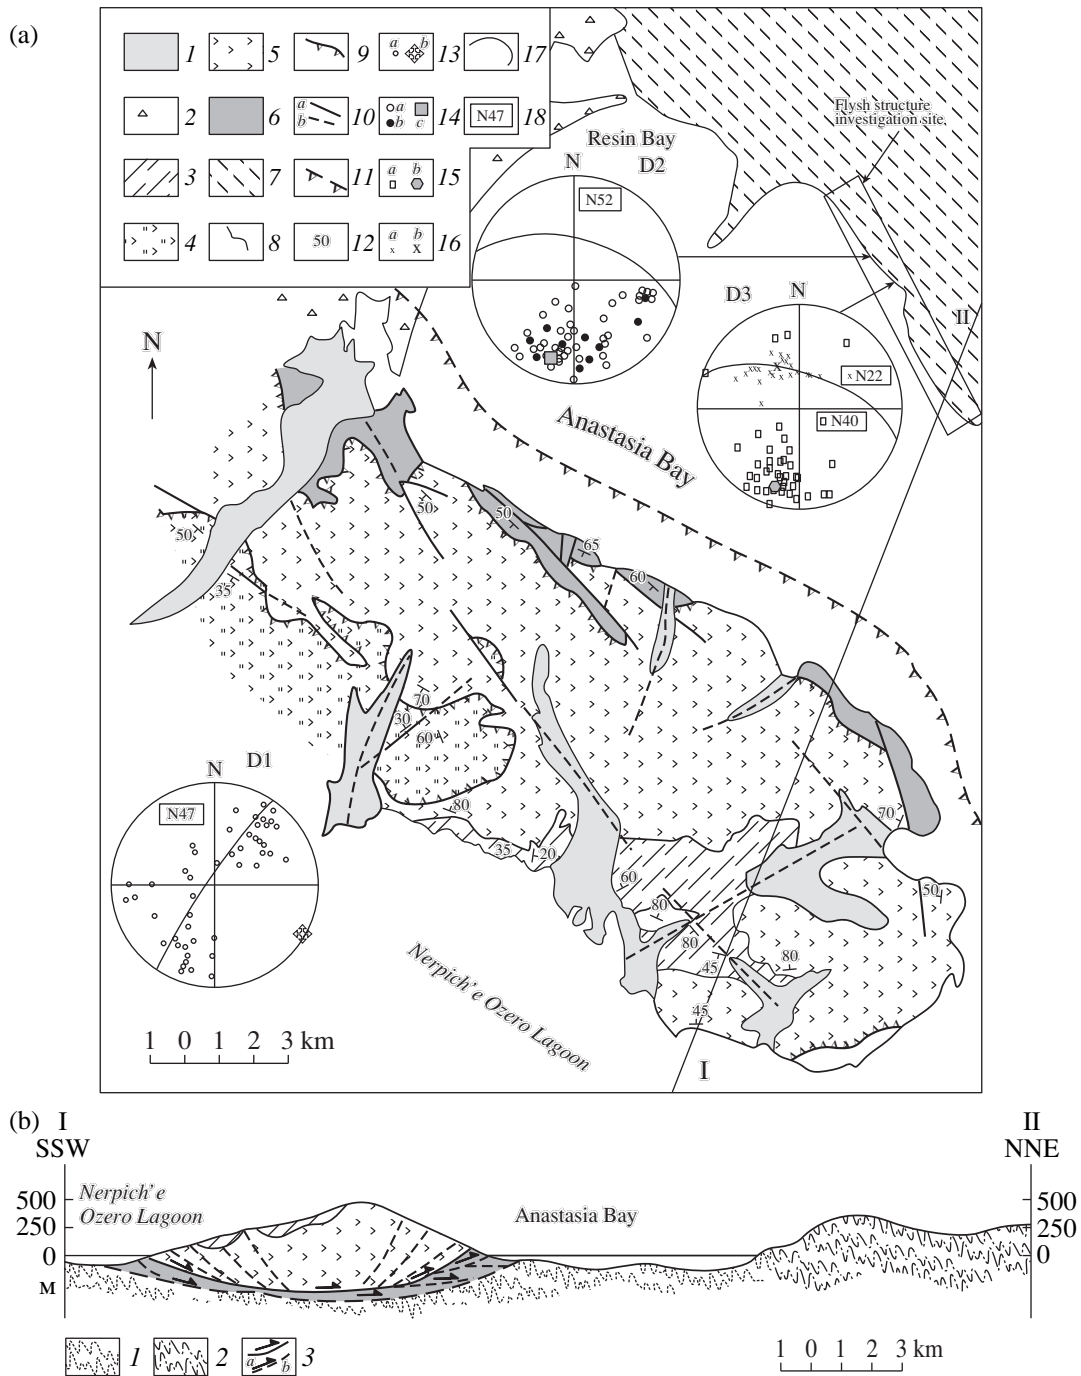 (a)
1
2
3
4
5
6
7
8
9
a
b
10
11
50
12
a b
13
a
b c
14
a b
15
a b
x x
16
17
N47
18
Flysh structure
investigation site
Resin Bay
N
D2
N52
D3
N
N22
N40
II
N
Anastasia Bay
50
50
50
65
60
35
70
30
60
80
35
20
60
80
80
45
80
45
70
50
N
D1
N47
Nerpich’e Ozero Lagoon
1 0 1 2 3 km
I
(b) I
SSW
II
NNE
Nerpich’e
Ozero Lagoon
Anastasia Bay
500
250
0
м
500
250
0
1
2
a b
3
1 0 1 2 3 km